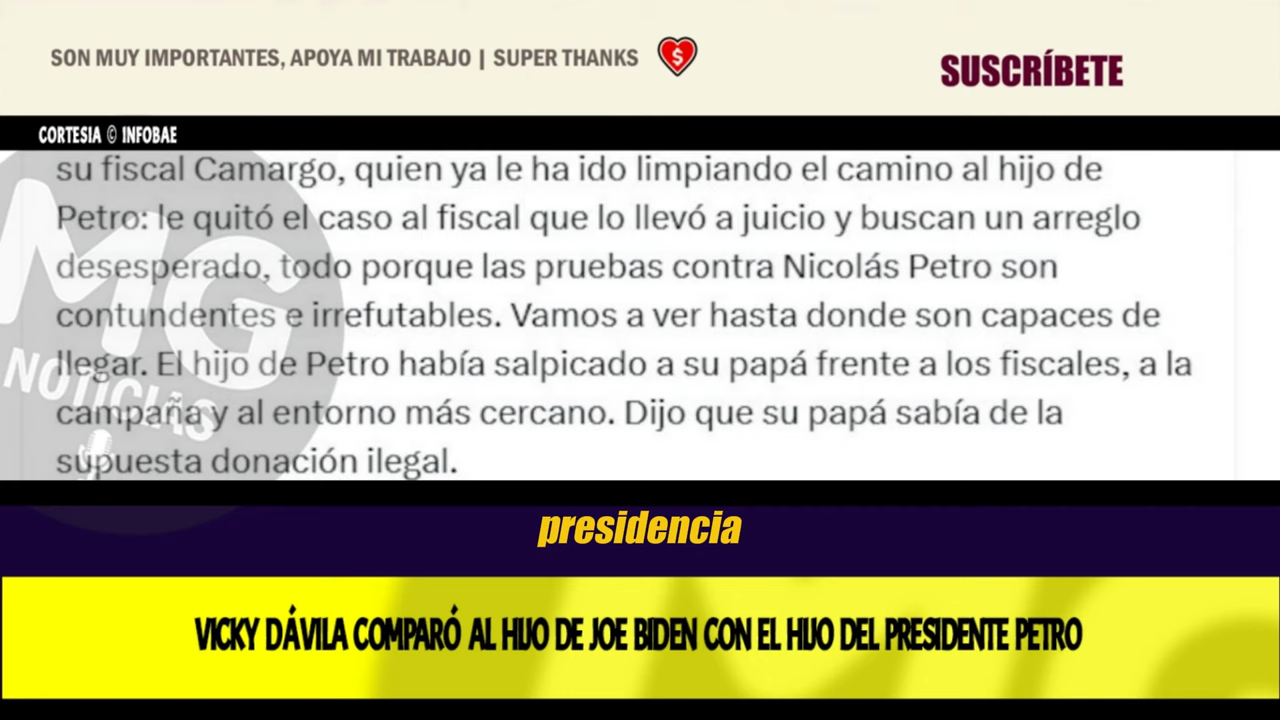 SON MUY IMPORTANTES, APOYA MI TRABAJO | SUPER THANKS
SUSCRÍBETE
CORTESIA © INFOBAE
su fiscal Camargo, quien ya le ha ido limpiando el camino al hijo de
Petro: le quitó el caso al fiscal que lo llevó a juicio y buscan un arreglo
desesperado, todo porque las pruebas contra Nicolás Petro son
contundentes e irrefutables. Vamos a ver hasta donde son capaces de
llegar. El hijo de Petro había salpicado a su papá frente a los fiscales, a la
campaña y al entorno más cercano. Dijo que su papá sabía de la
supuesta donación ilegal.
MG
NOTICIAS
presidencia
VICKY DÁVILA COMPARÓ AL HIJO DE JOE BIDEN CON EL HIJO DEL PRESIDENTE PETRO